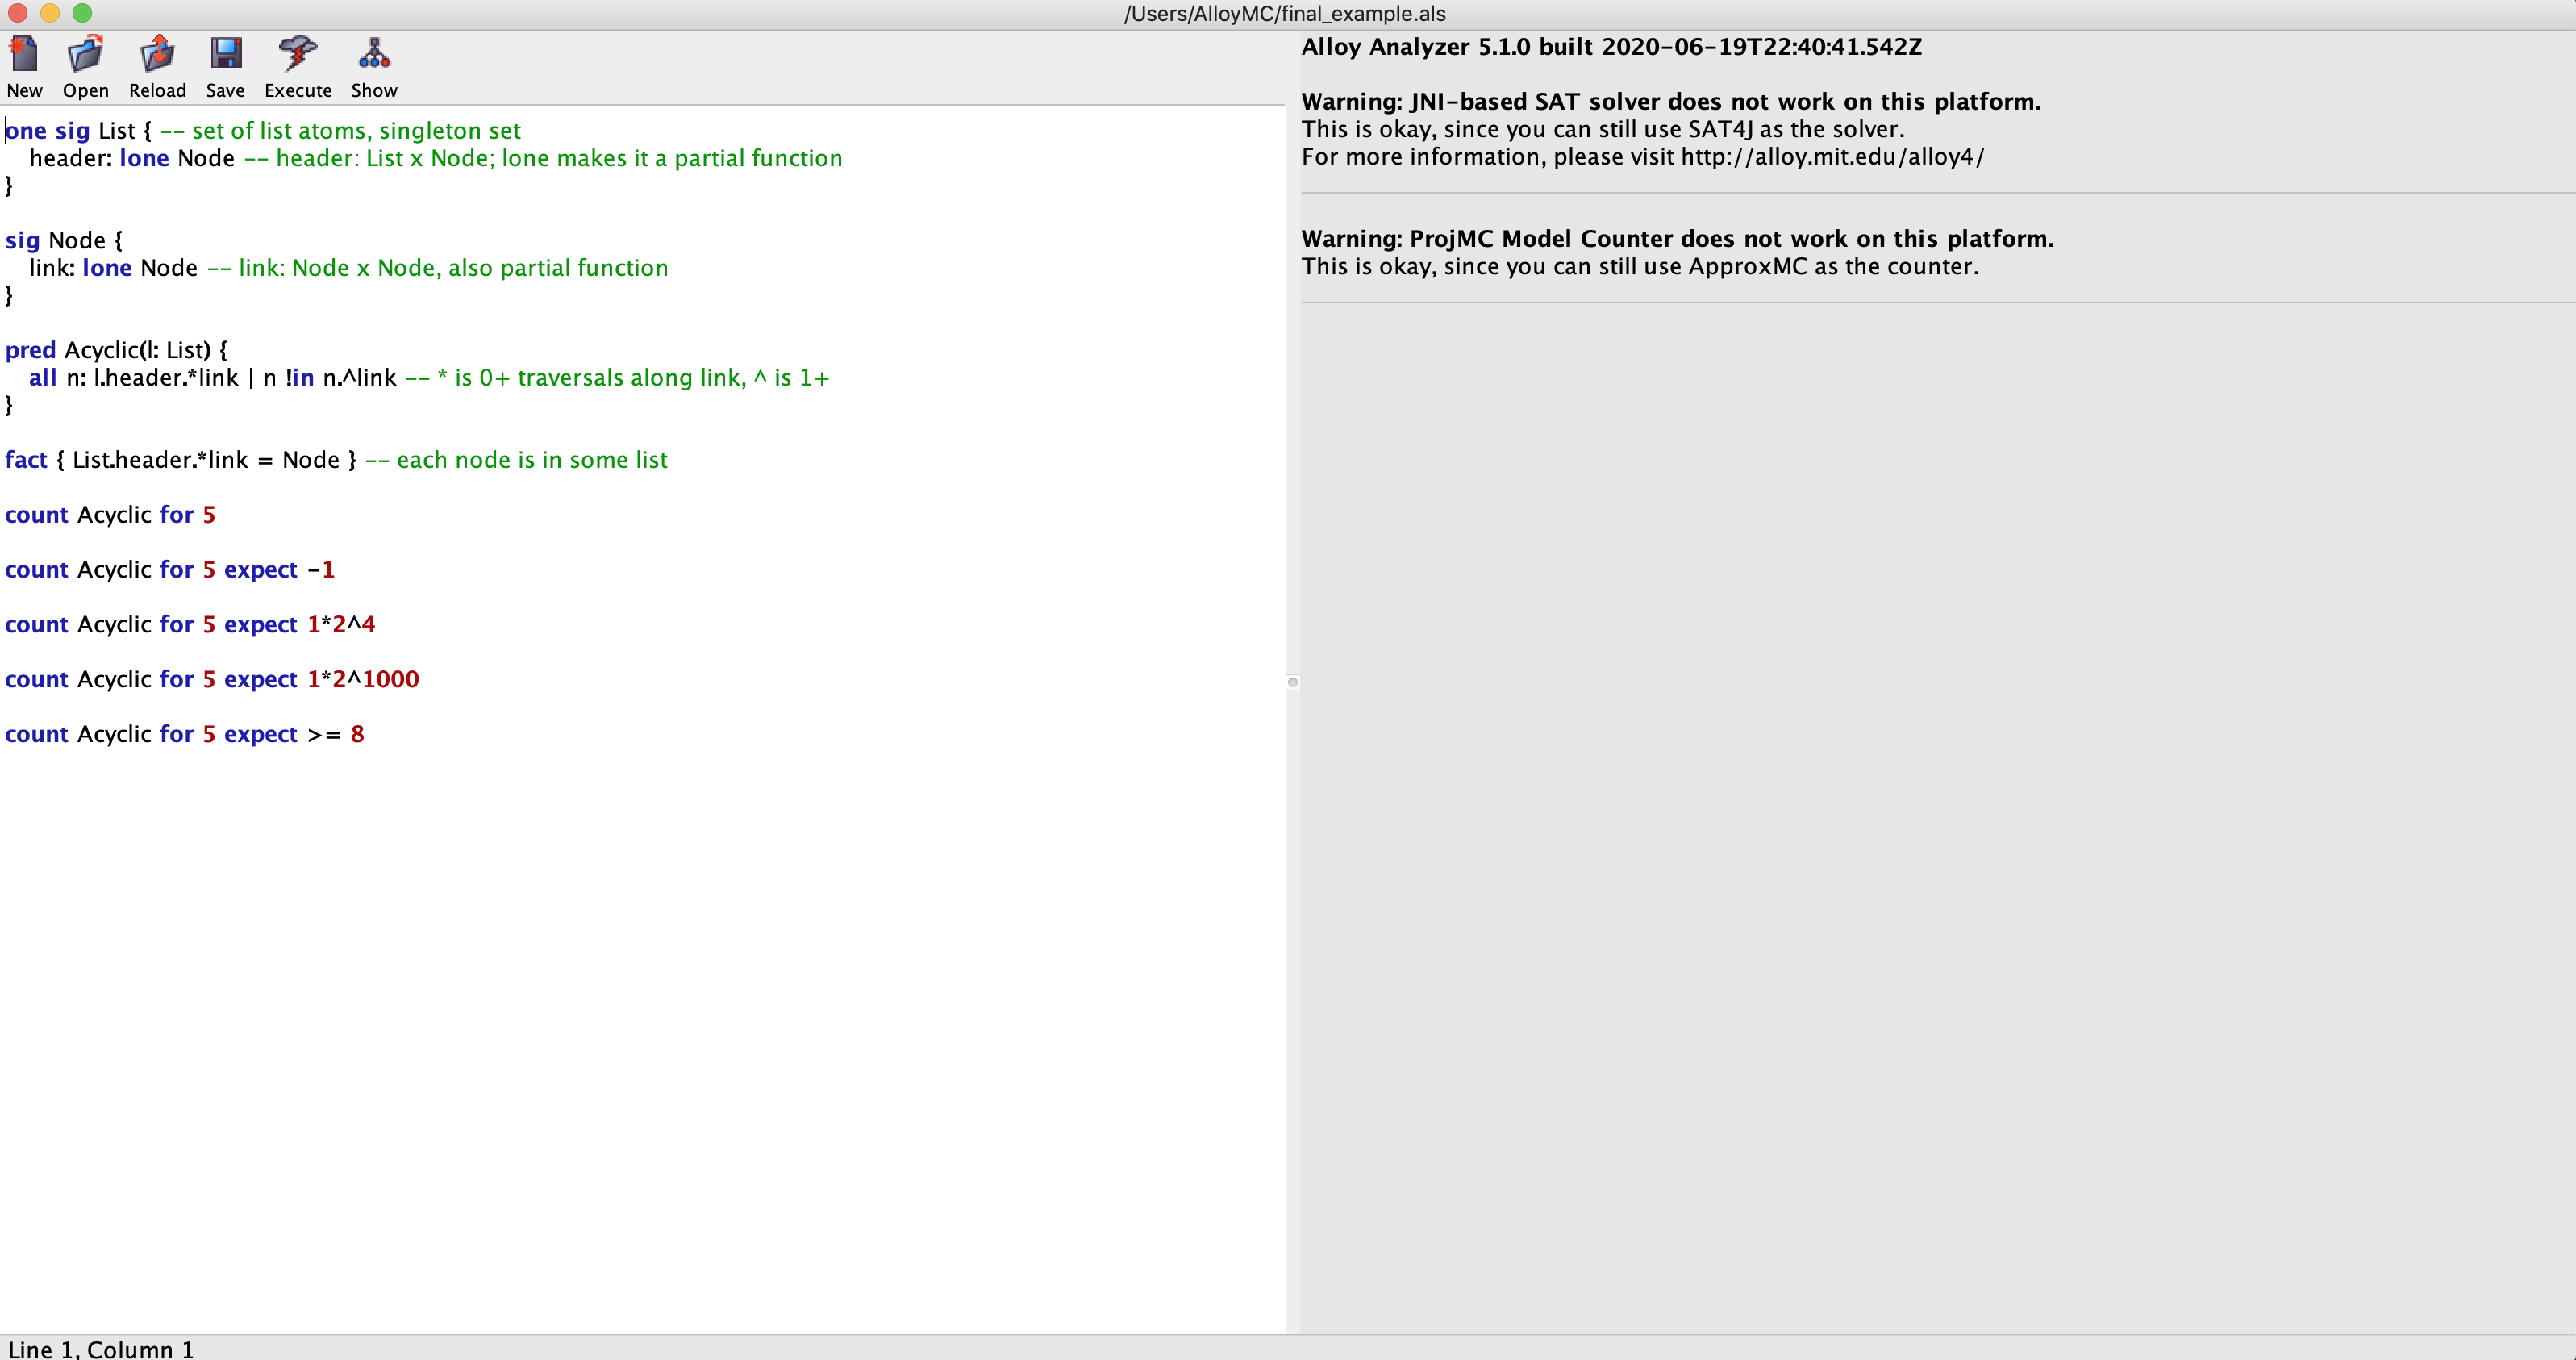 /Users/AlloyMC/final_example.als
New Open Reload Save Execute Show
one sig List { -- set of list atoms, singleton set
header: lone Node -- header: List x Node; lone makes it a partial function
}
sig Node {
link: lone Node -- link: Node x Node, also partial function
}
pred Acyclic(l: List) {
all n: l.header.*link | n !in n.^link -- * is 0+ traversals along link, ^ is 1+
}
fact { List.header.*link = Node } -- each node is in some list
count Acyclic for 5
count Acyclic for 5 expect -1
count Acyclic for 5 expect 1*2^4
count Acyclic for 5 expect 1*2^1000
count Acyclic for 5 expect >= 8
Alloy Analyzer 5.1.0 built 2020-06-19T22:40:41.542Z
Warning: JNI-based SAT solver does not work on this platform.
This is okay, since you can still use SAT4J as the solver.
For more information, please visit http://alloy.mit.edu/alloy4/
Warning: ProjMC Model Counter does not work on this platform.
This is okay, since you can still use ApproxMC as the counter.
Line 1, Column 1